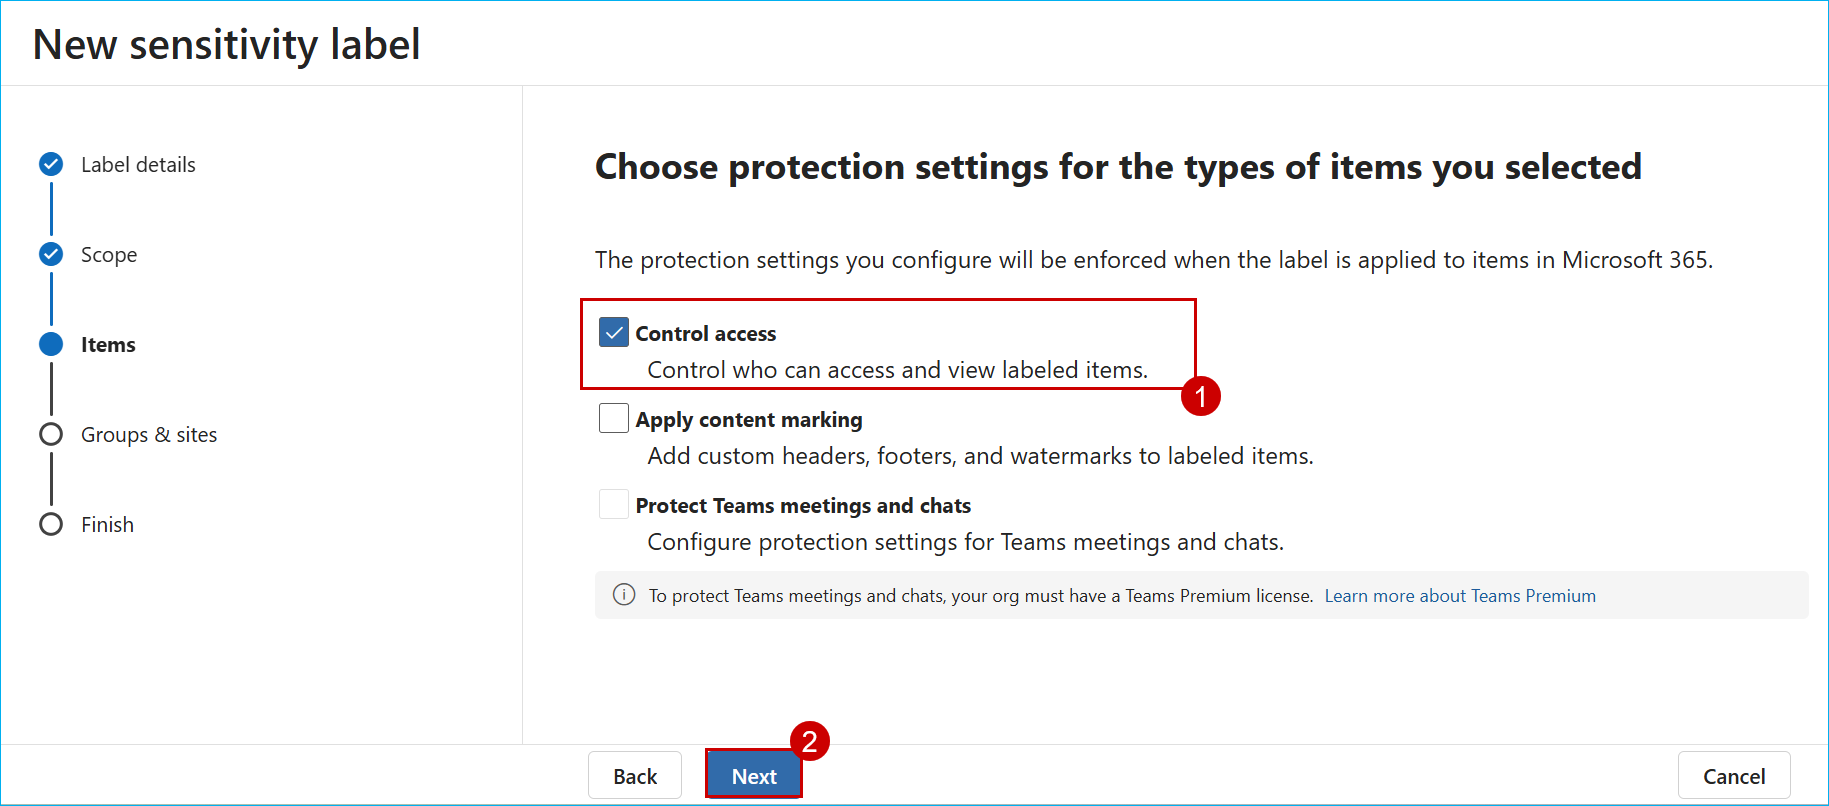 New sensitivity label
Label details
Scope
Items
Groups & sites
Finish
Choose protection settings for the types of items you selected
The protection settings you configure will be enforced when the label is applied to items in Microsoft 365.
Control access
Control who can access and view labeled items.
1
Apply content marking
Add custom headers, footers, and watermarks to labeled items.
Protect Teams meetings and chats
Configure protection settings for Teams meetings and chats.
To protect Teams meetings and chats, your org must have a Teams Premium license. Learn more about Teams Premium
2
Back
Next
Cancel